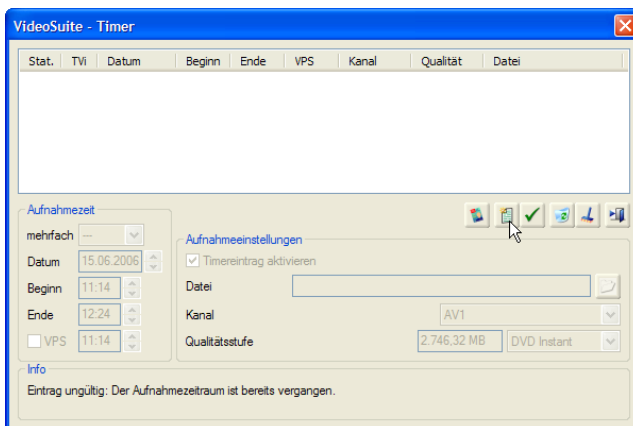 VideoSuite - Timer
Stat. TVi Datum Beginn Ende VPS Kanal Qualität Datei
Aufnahmezeit
mehrfach ---
Datum 15.06.2006
Beginn 11:14
Ende 12:24
VPS 11:14
Aufnahmeeinstellungen
Timereintrag aktivieren
Datei
Kanal AV1
Qualitätsstufe 2.746,32 MB DVD Instant
Info
Eintrag ungültig: Der Aufnahmezeitraum ist bereits vergangen.